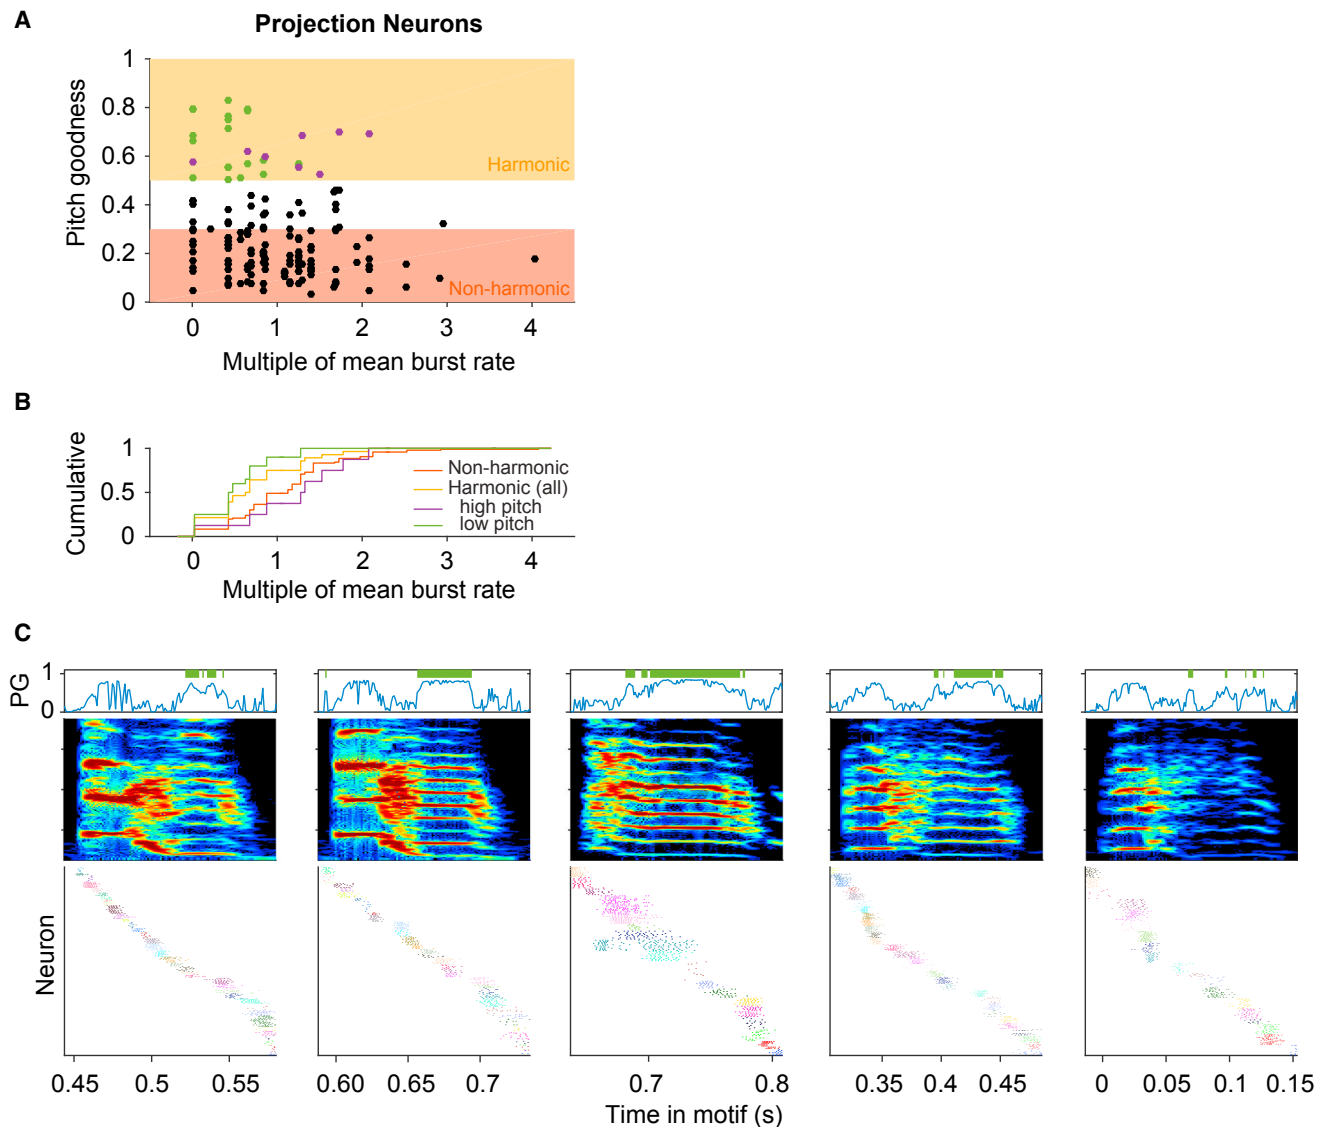 A
Projection Neurons
Pitch goodness
1
0.8
0.6
0.4
0.2
0
Harmonic
Non-harmonic
0 1 2 3 4
Multiple of mean burst rate
B
Cumulative
1
0.5
0
Non-harmonic
Harmonic (all)
high pitch
low pitch
0 1 2 3 4
Multiple of mean burst rate
C
PG
1
0
Neuron
0.45 0.5 0.55 0.60 0.65 0.7 0.7 0.8 0.35 0.4 0.45 0 0.05 0.1 0.15
Time in motif (s)